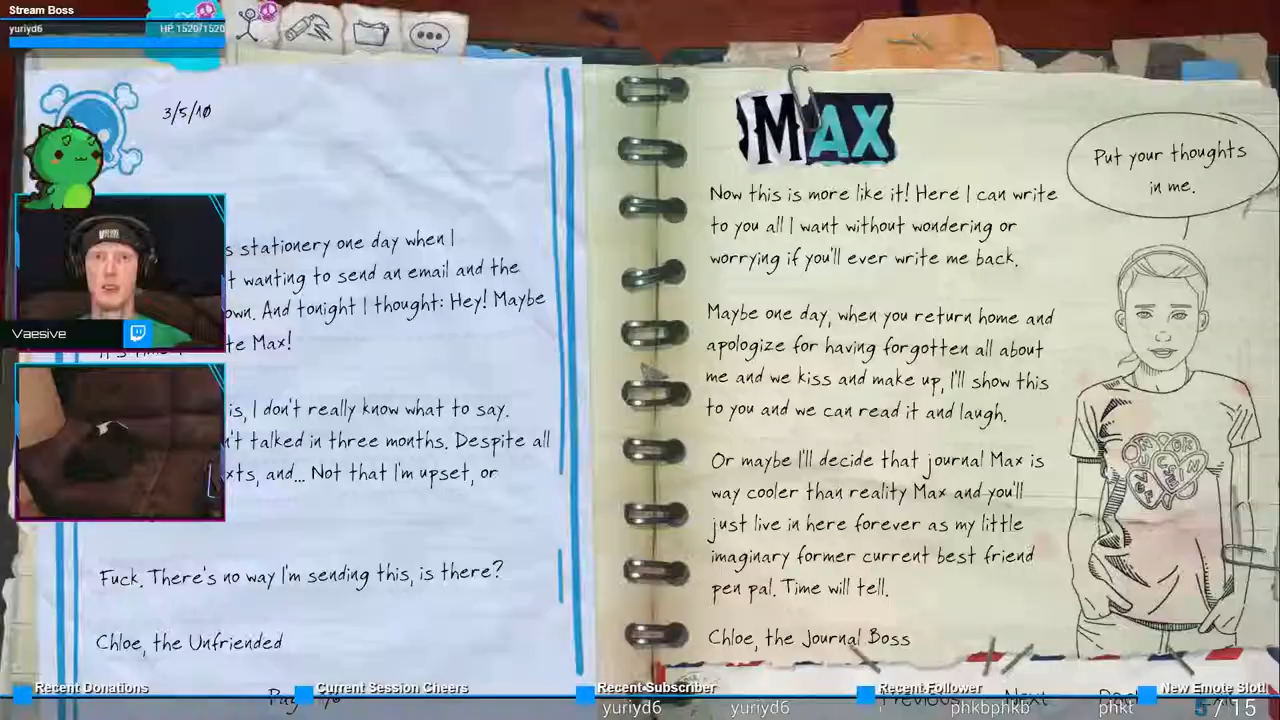 Stream Boss
yuriyd6
HP 1520/1520
3/5/10
s stationery one day when I
t wanting to send an email and the
own. And tonight I thought: Hey! Maybe
te Max!
is, I don't really know what to say.
n't talked in three months. Despite all
xts, and... Not that I'm upset, or
Fuck. There's no way I'm sending this, is there?
Chloe, the Unfriended
Vaesive
MAX
Put your thoughts
in me.
Now this is more like it! Here I can write
to you all I want without wondering or
worrying if you'll ever write me back.
Maybe one day, when you return home and
apologize for having forgotten all about
me and we kiss and make up, I'll show this
to you and we can read it and laugh.
Or maybe I'll decide that journal Max is
way cooler than reality Max and you'll
just live in here forever as my little
imaginary former current best friend
pen pal. Time will tell.
Chloe, the Journal Boss
Recent Donations
Current Session Cheers
Recent Subscriber
yuriyd6
yuriyd6
Recent Follower
phkbphkb
phkt
New Emote Slot!
5 / 15
Next